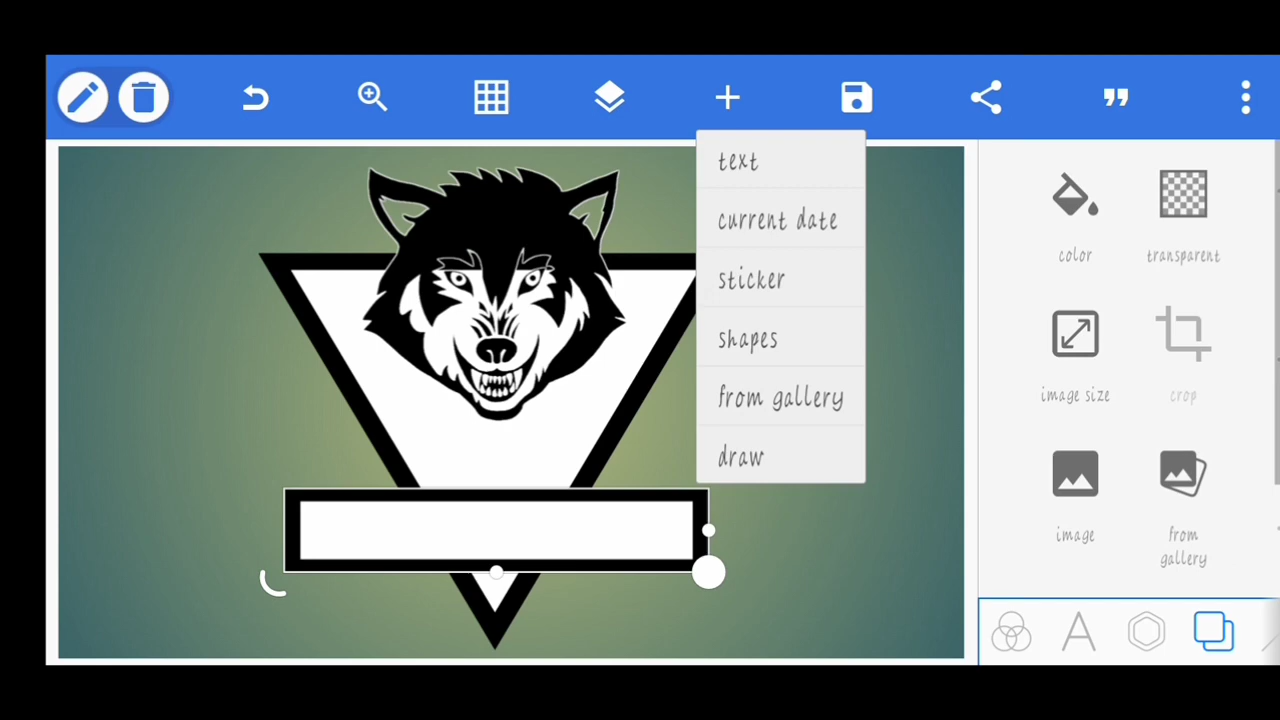 text
current date
sticker
shapes
from gallery
draw
color
transparent
image size
crop
image
from
gallery